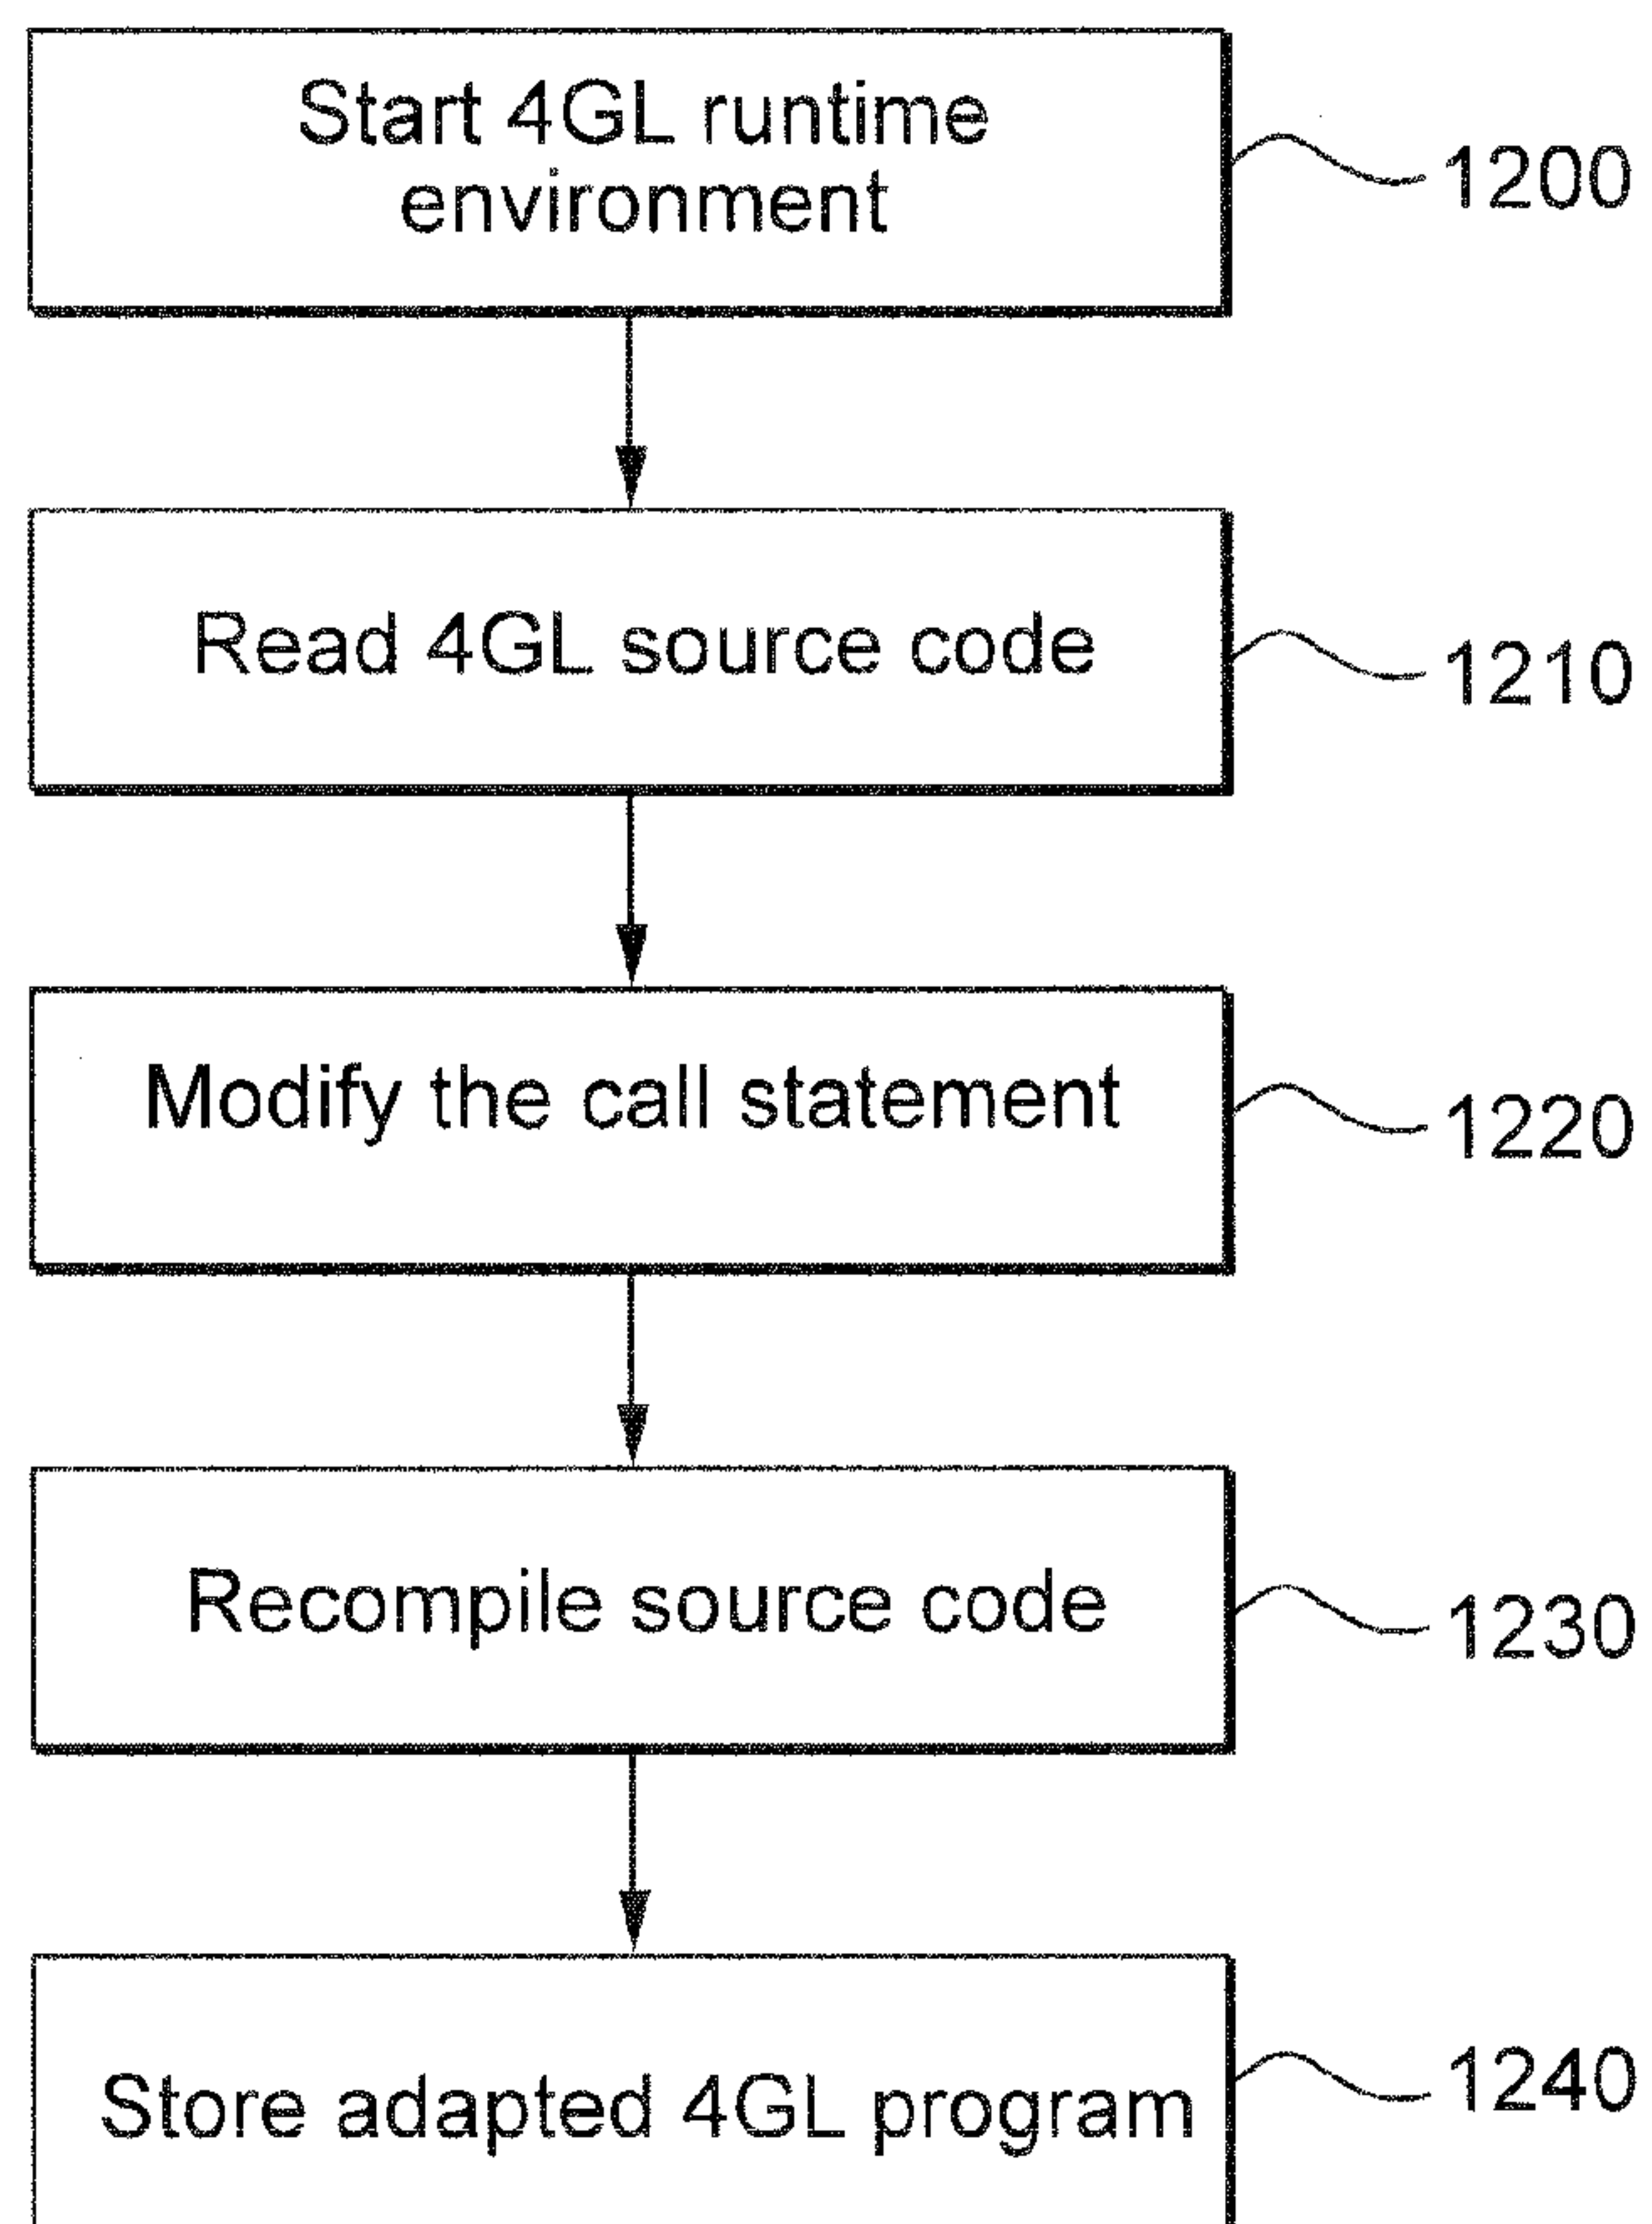 Start 4GL runtime
environment
1200
Read 4GL source code
1210
Modify the call statement
1220
Recompile source code
1230
Store adapted 4GL program
1240